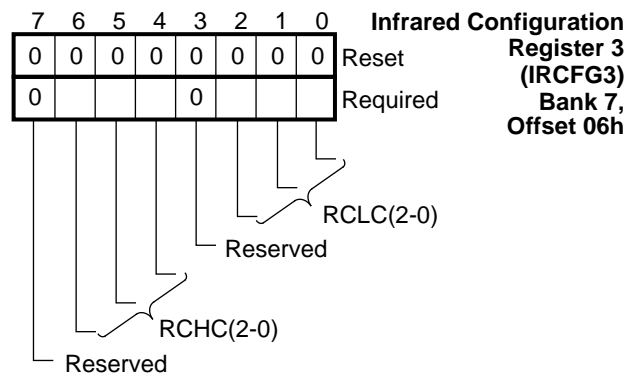 7 6 5 4 3 2 1 0
Infrared Configuration
Register 3
(IRCFG3)
Bank 7,
Offset 06h
0 0 0 0 0 0 0 0 Reset
0 0 Required
RCLC(2-0)
Reserved
RCHC(2-0)
Reserved